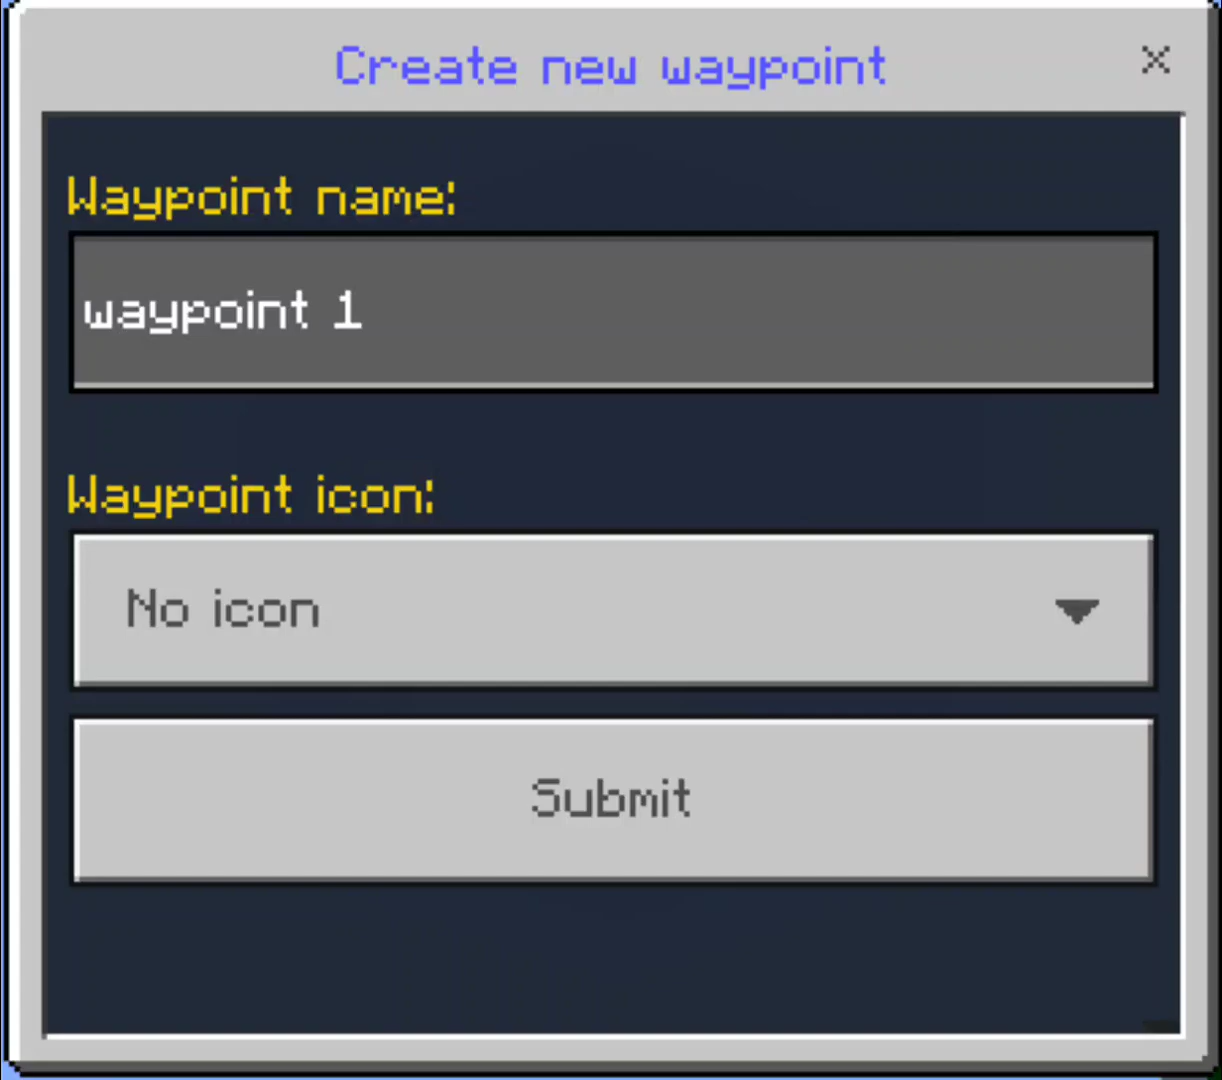 Create new waypoint
Waypoint name:
waypoint 1
Waypoint icon:
No icon
Submit